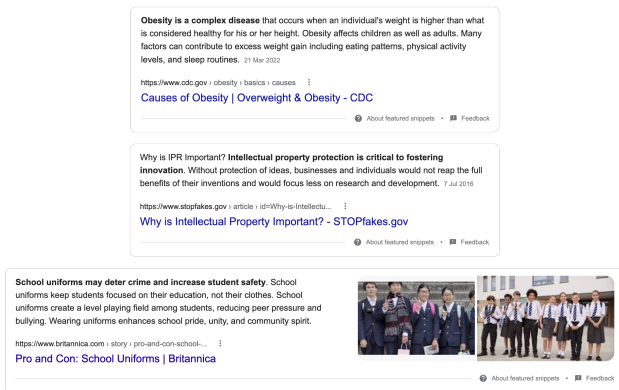 Obesity is a complex disease that occurs when an individual's weight is higher than what
is considered healthy for his or her height. Obesity affects children as well as adults. Many
factors can contribute to excess weight gain including eating patterns, physical activity
levels, and sleep routines. 21 Mar 2022
https://www.cdc.gov › obesity › basics › causes
Causes of Obesity | Overweight & Obesity - CDC
About featured snippets • Feedback
Why is IPR Important? Intellectual property protection is critical to fostering
innovation. Without protection of ideas, businesses and individuals would not reap the full
benefits of their inventions and would focus less on research and development. 7 Jul 2016
https://www.stopfakes.gov › article › id=Why-is-Intellectu...
Why is Intellectual Property Important? - STOPfakes.gov
About featured snippets • Feedback
School uniforms may deter crime and increase student safety. School
uniforms keep students focused on their education, not their clothes. School
uniforms create a level playing field among students, reducing peer pressure and
bullying. Wearing uniforms enhances school pride, unity, and community spirit.
https://www.britannica.com › story › pro-and-con-school-...
Pro and Con: School Uniforms | Britannica
About featured snippets • Feedback